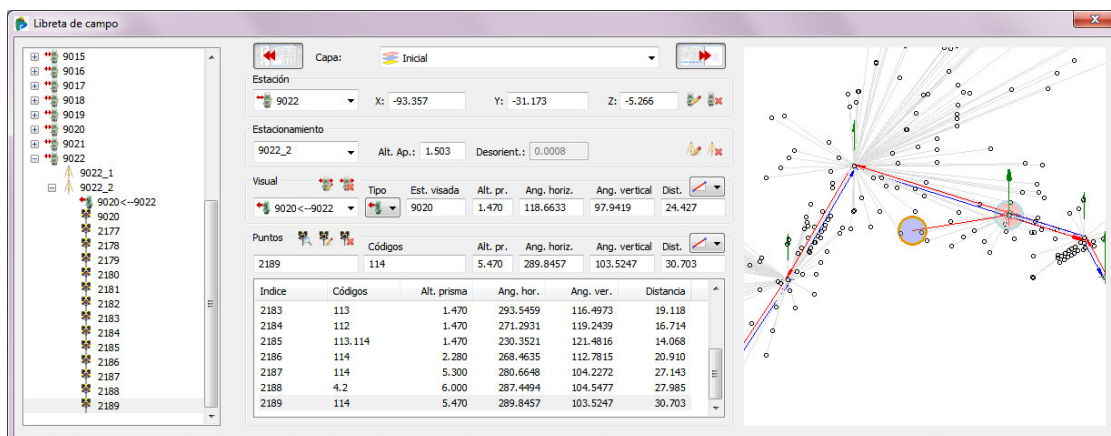 Libreta de campo
9015
9016
9017
9018
9019
9020
9021
9022
9022_1
9022_2
9020<--9022
9020
2177
2178
2179
2180
2181
2182
2183
2184
2185
2186
2187
2188
2189
Capa: Inicial
Estación
9022 X: -93.357 Y: -31.173 Z: -5.266
Estacionamiento
9022_2 Alt. Ap.: 1.503 Desorient.: 0.0008
Visual Tipo Est. visada Alt. pr. Ang. horiz. Ang. vertical Dist.
9020<--9022 9020 1.470 118.6633 97.9419 24.427
Puntos Códigos Alt. pr. Ang. horiz. Ang. vertical Dist.
2189 114 5.470 289.8457 103.5247 30.703
Indice Códigos Alt. prisma Ang. hor. Ang. ver. Distancia
2183 113 1.470 293.5459 116.4973 19.118
2184 112 1.470 271.2931 119.2439 16.714
2185 113.114 1.470 230.3521 121.4816 14.068
2186 114 2.280 268.4635 112.7815 20.910
2187 114 5.300 280.6648 104.2272 27.143
2188 4.2 6.000 287.4494 104.5477 27.985
2189 114 5.470 289.8457 103.5247 30.703